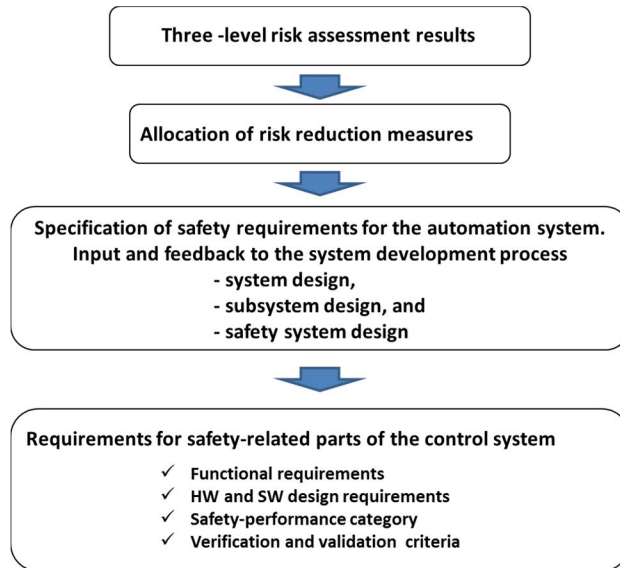 Three -level risk assessment results
Allocation of risk reduction measures
Specification of safety requirements for the automation system.
Input and feedback to the system development process
- system design,
- subsystem design, and
- safety system design
Requirements for safety-related parts of the control system
✓ Functional requirements
✓ HW and SW design requirements
✓ Safety-performance category
✓ Verification and validation criteria